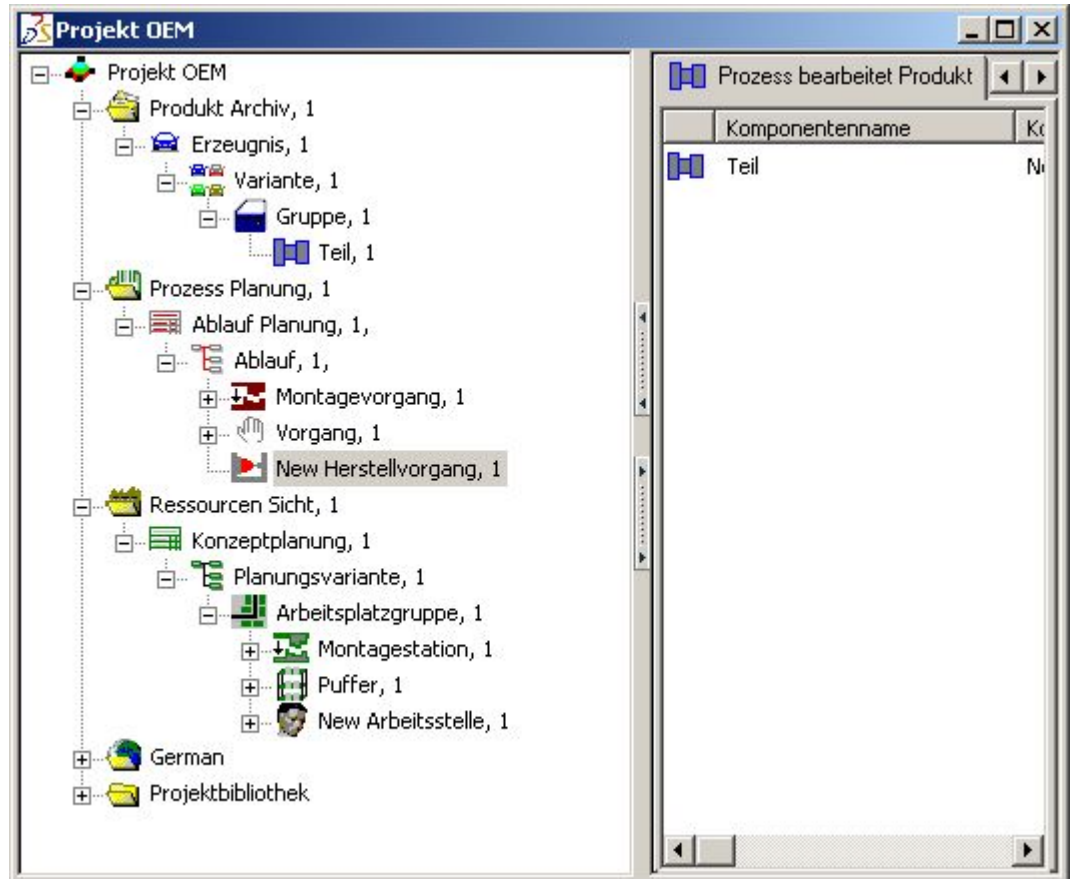 Projekt OEM
Projekt OEM
Produkt Archiv, 1
Erzeugnis, 1
Variante, 1
Gruppe, 1
Teil, 1
Prozess Planung, 1
Ablauf Planung, 1,
Ablauf, 1,
Montagevorgang, 1
Vorgang, 1
New Herstellvorgang, 1
Ressourcen Sicht, 1
Konzeptplanung, 1
Planungsvariante, 1
Arbeitsplatzgruppe, 1
Montagestation, 1
Puffer, 1
New Arbeitsstelle, 1
German
Projektbibliothek
Prozess bearbeitet Produkt
Komponentenname
Teil